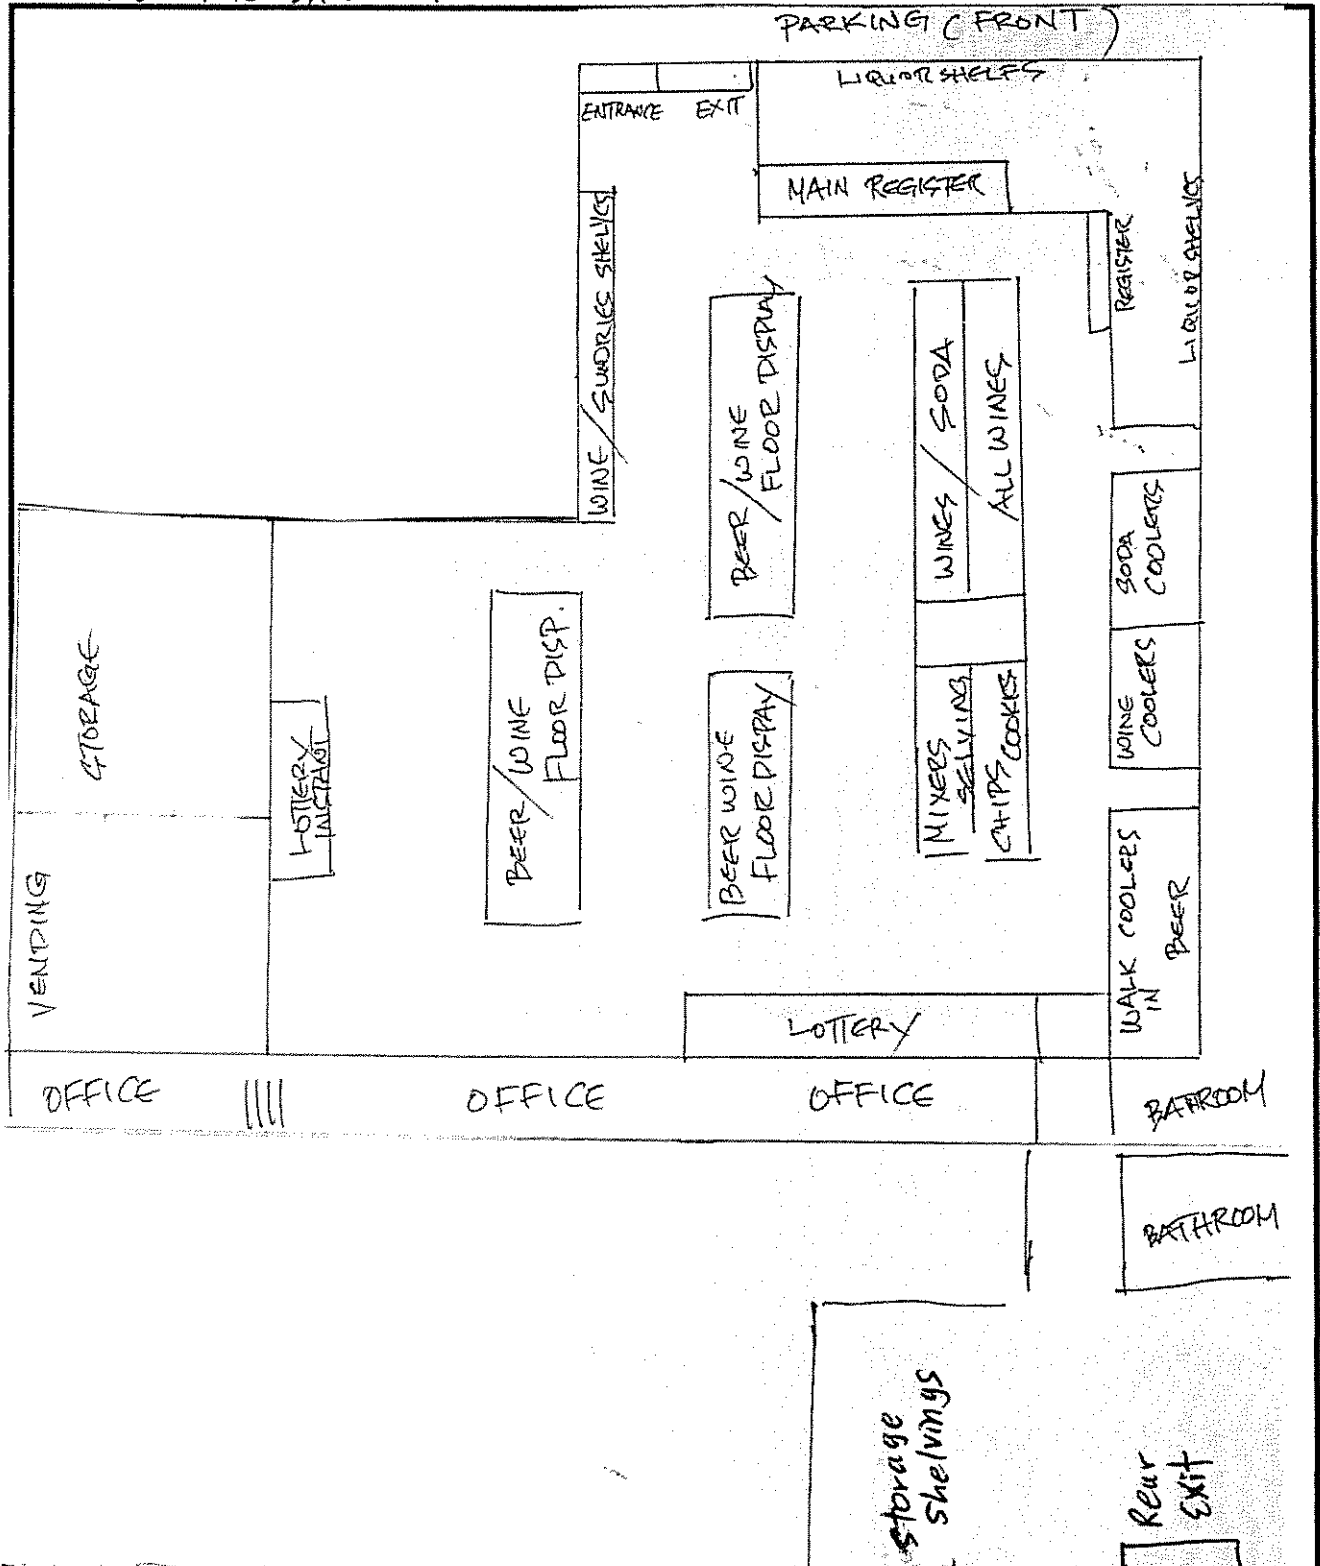 PARKING (FRONT)
LIQUOR SHELFS
ENTRANCE EXIT
MAIN REGISTER
REGISTER
LIQUOR SHELVES
WINE/SUNDRIES SHELVES
BEER/WINE
FLOOR DISPLAY
WINES/SODA
ALL WINES
SODA
COOLERS
STORAGE
LOTTERY
INSTANT
BEER/WINE
FLOOR DISP.
BEER WINE
FLOOR DISPAY
MIXERS
SELVING
CHIPS COOKIES
WINE
COOLERS
VENDING
WALK COOLERS
IN
BEER
LOTTERY
OFFICE
OFFICE
OFFICE
BATHROOM
BATHROOM
storage
shelvings
Rear
Exit